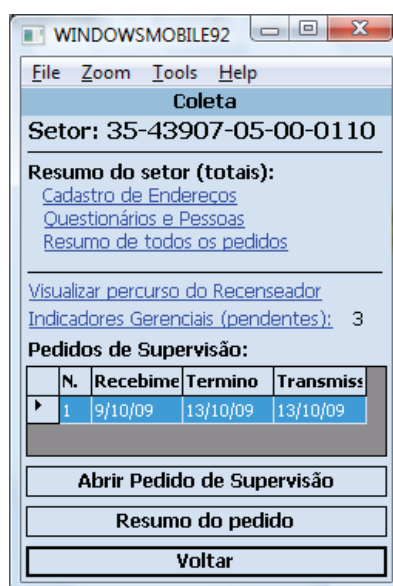 WINDOWSMOBILE92
File Zoom Tools Help
Coleta
Setor: 35-43907-05-00-0110
Resumo do setor (totais):
Cadastro de Endereços
Questionários e Pessoas
Resumo de todos os pedidos
Visualizar percurso do Recenseador
Indicadores Gerenciais (pendentes): 3
Pedidos de Supervisão:
N. Recebime Termino Transmiss
1 9/10/09 13/10/09 13/10/09
Abrir Pedido de Supervisão
Resumo do pedido
Voltar